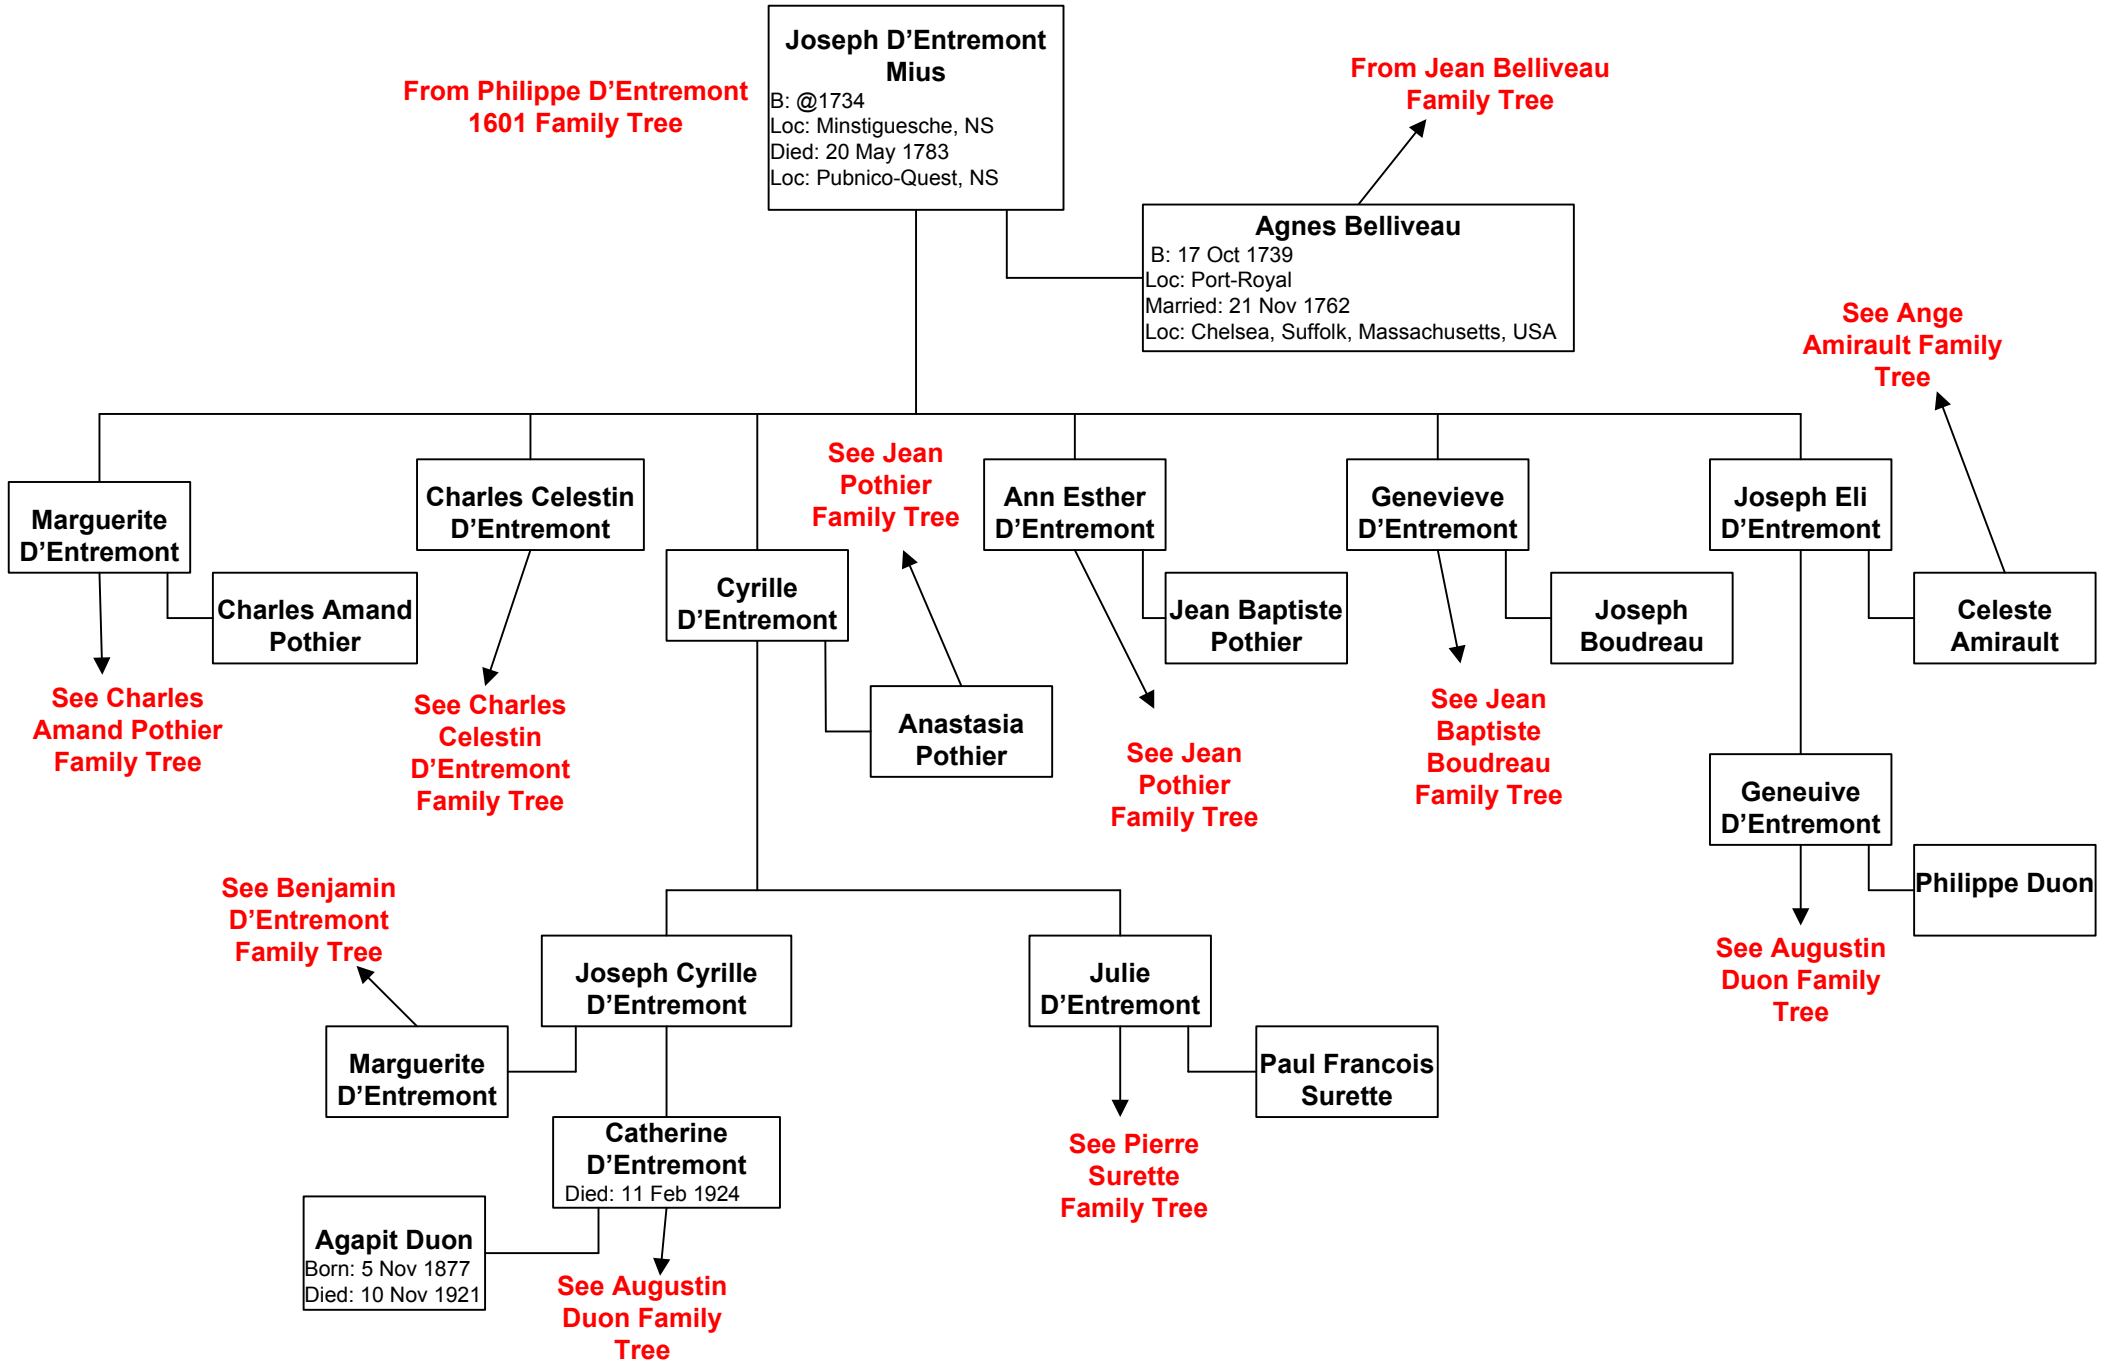 Joseph D’Entremont
Mius
B: @1734
Loc: Minstiguesche, NS
Died: 20 May 1783
Loc: Pubnico-Quest, NS
From Philippe D’Entremont
1601 Family Tree
From Jean Belliveau
Family Tree
Agnes Belliveau
B: 17 Oct 1739
Loc: Port-Royal
Married: 21 Nov 1762
Loc: Chelsea, Suffolk, Massachusetts, USA
See Ange
Amirault Family
Tree
Marguerite
D’Entremont
Charles Amand
Pothier
See Charles
Amand Pothier
Family Tree
Charles Celestin
D’Entremont
See Charles
Celestin
D’Entremont
Family Tree
Cyrille
D’Entremont
See Jean
Pothier
Family Tree
Anastasia
Pothier
Ann Esther
D’Entremont
Jean Baptiste
Pothier
See Jean
Pothier
Family Tree
Genevieve
D’Entremont
Joseph
Boudreau
See Jean
Baptiste
Boudreau
Family Tree
Joseph Eli
D’Entremont
Celeste
Amirault
Geneuive
D’Entremont
Philippe Duon
See Augustin
Duon Family
Tree
See Benjamin
D’Entremont
Family Tree
Joseph Cyrille
D’Entremont
Marguerite
D’Entremont
Julie
D’Entremont
Paul Francois
Surette
See Pierre
Surette
Family Tree
Catherine
D’Entremont
Died: 11 Feb 1924
Agapit Duon
Born: 5 Nov 1877
Died: 10 Nov 1921
See Augustin
Duon Family
Tree